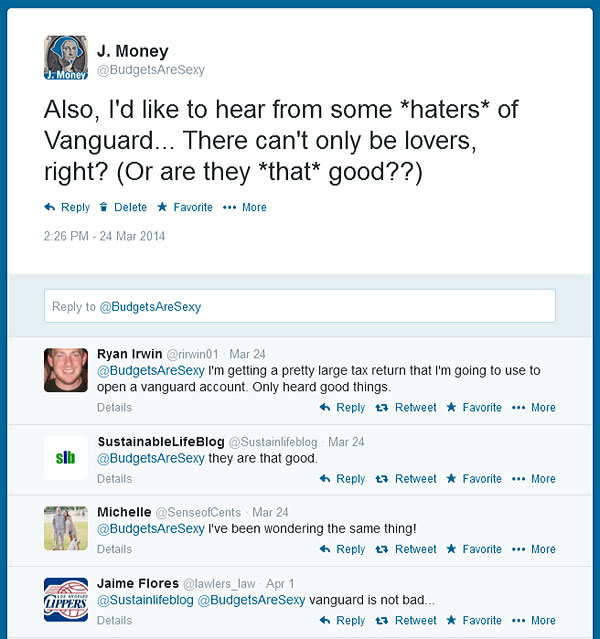 J. Money
J. Money
@BudgetsAreSexy
Also, I'd like to hear from some *haters* of
Vanguard... There can't only be lovers,
right? (Or are they *that* good??)
Reply Delete Favorite More
2:26 PM - 24 Mar 2014
Reply to @BudgetsAreSexy
Ryan Irwin @rirwin01 · Mar 24
@BudgetsAreSexy I'm getting a pretty large tax return that I'm going to use to
open a vanguard account. Only heard good things.
Details Reply Retweet Favorite More
slb
SustainableLifeBlog @Sustainlifeblog · Mar 24
@BudgetsAreSexy they are that good.
Details Reply Retweet Favorite More
Michelle @SenseofCents · Mar 24
@BudgetsAreSexy I've been wondering the same thing!
Details Reply Retweet Favorite More
LOS ANGELES
CLIPPERS
Jaime Flores @lawlers_law · Apr 1
@Sustainlifeblog @BudgetsAreSexy vanguard is not bad...
Details Reply Retweet Favorite More